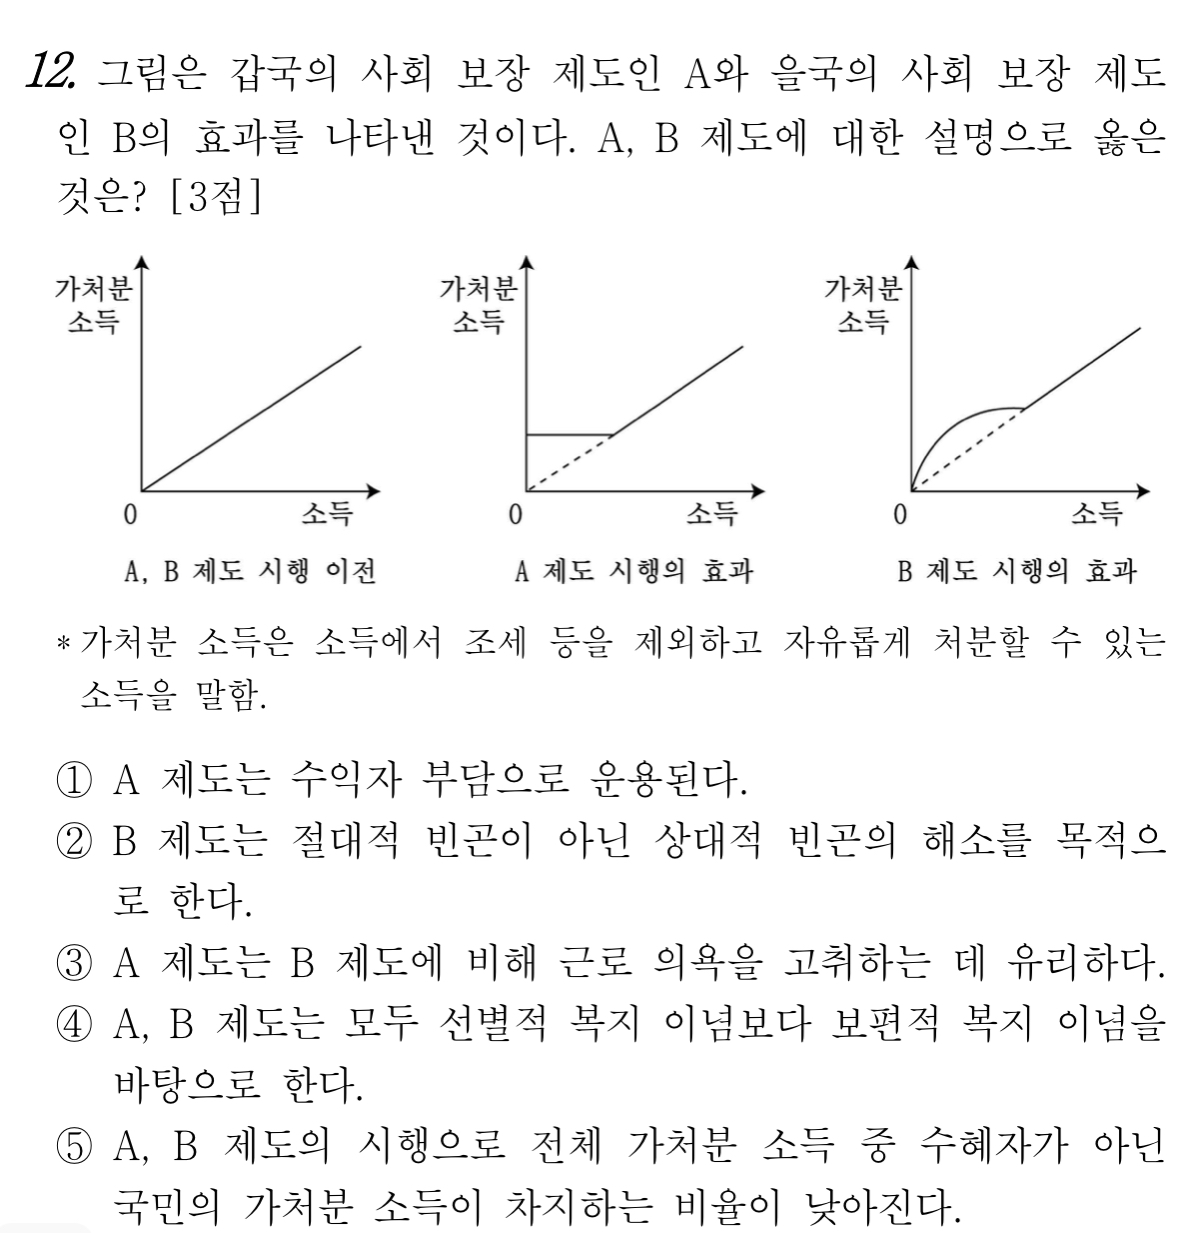 12. 그림은 갑국의 사회 보장 제도인 A와 을국의 사회 보장 제도
인 B의 효과를 나타낸 것이다. A, B 제도에 대한 설명으로 옳은
것은? [3점]
가처분
소득
0
소득
A, B 제도 시행 이전
가처분
소득
0
소득
A 제도 시행의 효과
가처분
소득
0
소득
B 제도 시행의 효과
* 가처분 소득은 소득에서 조세 등을 제외하고 자유롭게 처분할 수 있는
소득을 말함.
① A 제도는 수익자 부담으로 운용된다.
② B 제도는 절대적 빈곤이 아닌 상대적 빈곤의 해소를 목적으
로 한다.
③ A 제도는 B 제도에 비해 근로 의욕을 고취하는 데 유리하다.
④ A, B 제도는 모두 선별적 복지 이념보다 보편적 복지 이념을
바탕으로 한다.
⑤ A, B 제도의 시행으로 전체 가처분 소득 중 수혜자가 아닌
국민의 가처분 소득이 차지하는 비율이 낮아진다.